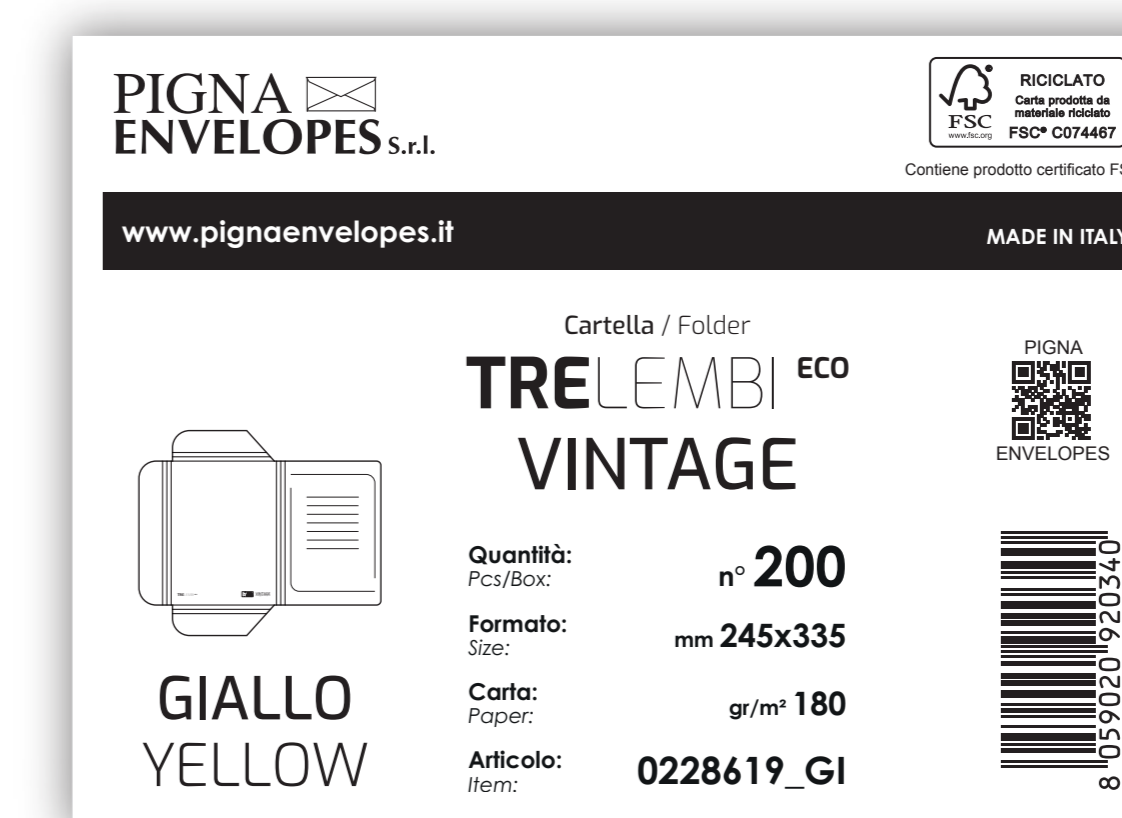 PIGNA
ENVELOPES S.r.l.
FSC
www.fsc.org
RICICLATO
Carta prodotta da
materiale riciclato
FSC® C074467
Contiene prodotto certificato FS
www.pignaenvelopes.it
MADE IN ITALY
Cartella / Folder
TRELEMBI ECO
VINTAGE
PIGNA
ENVELOPES
Quantità:
Pcs/Box:
n° 200
Formato:
Size:
mm 245x335
Carta:
Paper:
gr/m² 180
Articolo:
Item:
0228619_GI
VINTAGE
GIALLO
YELLOW
8 059020 920340